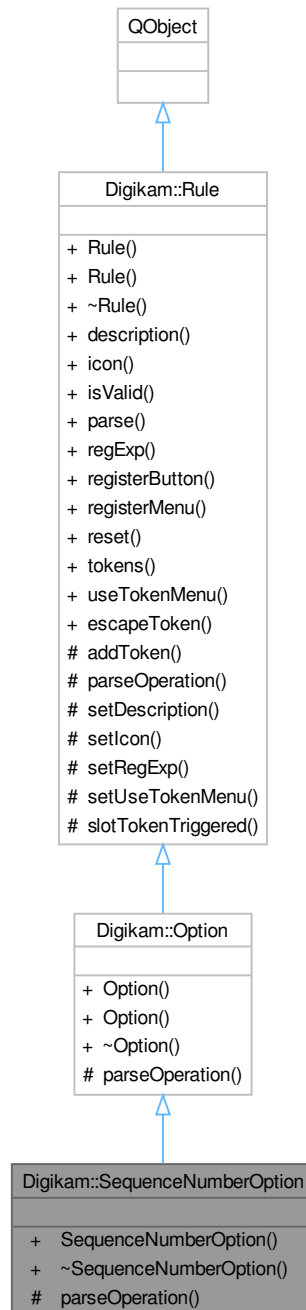 QObject
Digikam::Rule
+ Rule()
+ Rule()
+ ~Rule()
+ description()
+ icon()
+ isValid()
+ parse()
+ regExp()
+ registerButton()
+ registerMenu()
+ reset()
+ tokens()
+ useTokenMenu()
+ escapeToken()
# addToken()
# parseOperation()
# setDescription()
# setIcon()
# setRegExp()
# setUseTokenMenu()
# slotTokenTriggered()
Digikam::Option
+ Option()
+ Option()
+ ~Option()
# parseOperation()
Digikam::SequenceNumberOption
+ SequenceNumberOption()
+ ~SequenceNumberOption()
# parseOperation()